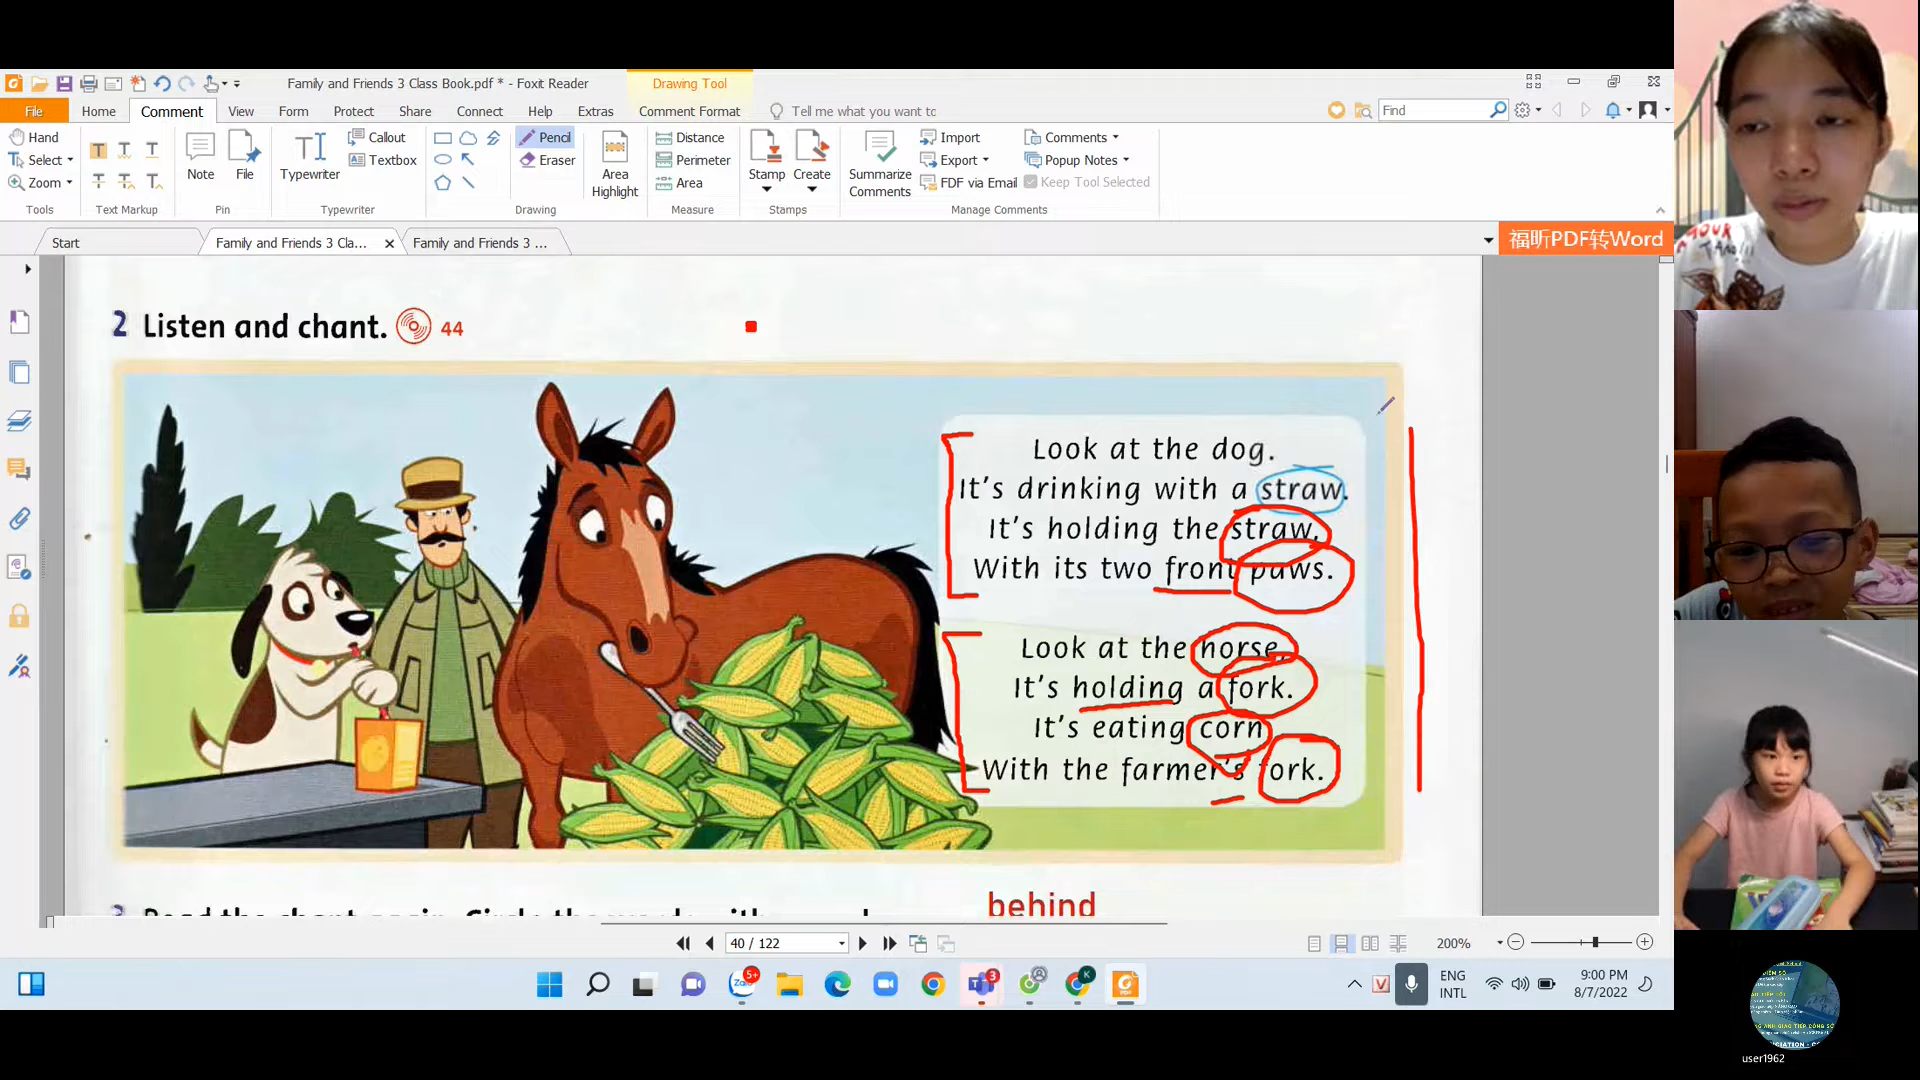 Family and Friends 3 Class Book.pdf * - Foxit Reader
Drawing Tool
File Home Comment View Form Protect Share Connect Help Extras Comment Format Tell me what you want to Find
Hand
Select
Zoom
Tools
Text Markup
Note
File
Pin
Typewriter
Callout
Textbox
Typewriter
Pencil
Eraser
Drawing
Area
Highlight
Distance
Perimeter
Area
Measure
Stamp
Create
Stamps
Summarize
Comments
Import
Export
FDF via Email
Comments
Popup Notes
Keep Tool Selected
Manage Comments
Start
Family and Friends 3 Cla...
Family and Friends 3 ...
福昕PDF转Word
2 Listen and chant. 44
Look at the dog.
It's drinking with a straw.
It's holding the straw,
With its two front paws.
Look at the horse,
It's holding a fork.
It's eating corn
With the farmer's fork.
behind
40 / 122
200%
5+
Zalo
3
K
ENG
INTL
9:00 PM
8/7/2022
user1962